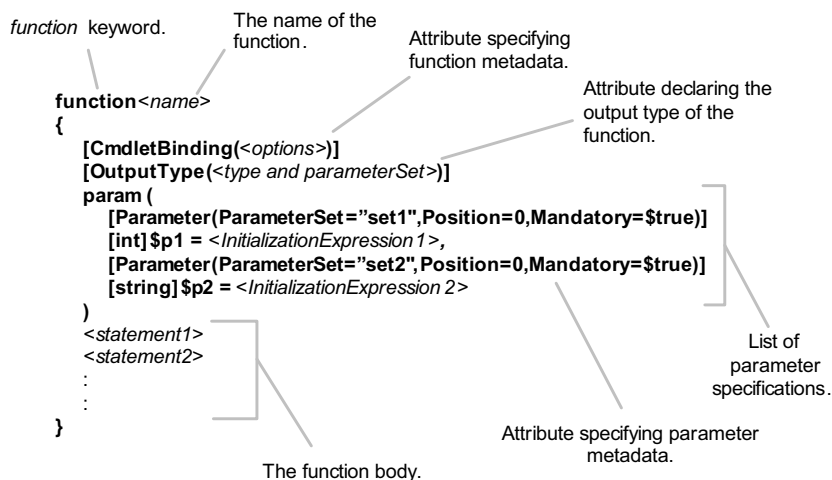 function keyword.
The name of the
function.
Attribute specifying
function metadata.
Attribute declaring the
output type of the
function.
function<name>
{
[CmdletBinding(<options>)]
[OutputType(<type and parameterSet>)]
param (
[Parameter(ParameterSet=”set1",Position=0,Mandatory=$true)]
[int]$p1 = <InitializationExpression1>,
[Parameter(ParameterSet=”set2",Position=0,Mandatory=$true)]
[string]$p2 = <InitializationExpression 2>
)
<statement1>
<statement2>
:
:
}
List of
parameter
specifications.
Attribute specifying parameter
metadata.
The function body.